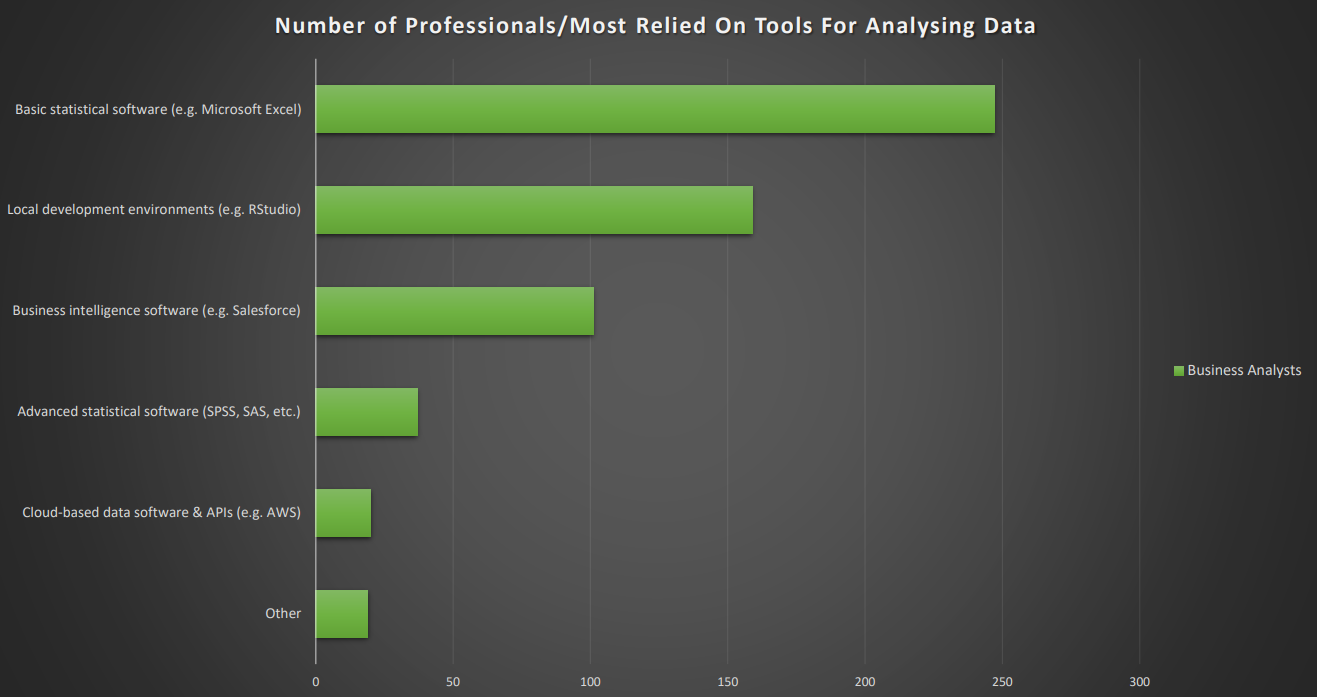 Number of Professionals/Most Relied On Tools For Analysing Data
Basic statistical software (e.g. Microsoft Excel)
Local development environments (e.g. RStudio)
Business intelligence software (e.g. Salesforce)
Business Analysts
Advanced statistical software (SPSS, SAS, etc.)
Cloud-based data software & APIs (e.g. AWS)
Other
0 50 100 150 200 250 300